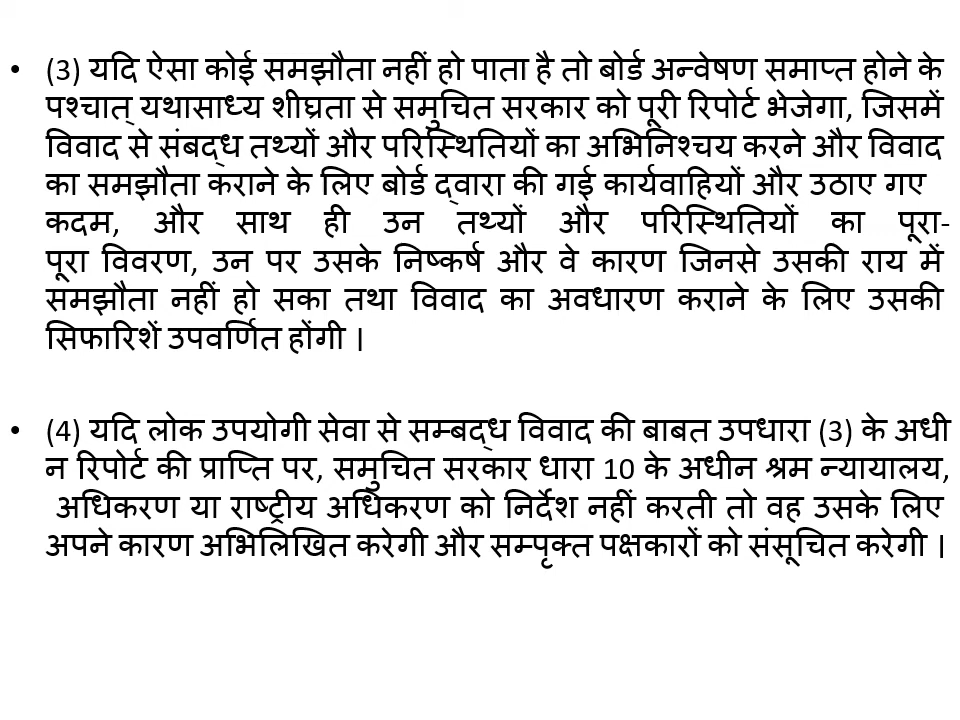 • (3) यदि ऐसा कोई समझौता नहीं हो पाता है तो बोर्ड अन्वेषण समाप्त होने के
पश्चात् यथासाध्य शीघ्रता से समुचित सरकार को पूरी रिपोर्ट भेजेगा, जिसमें
विवाद से संबद्ध तथ्यों और परिस्थितियों का अभिनिश्चय करने और विवाद
का समझौता कराने के लिए बोर्ड द्वारा की गई कार्यवाहियों और उठाए गए
कदम, और साथ ही उन तथ्यों और परिस्थितियों का पूरा-
पूरा विवरण, उन पर उसके निष्कर्ष और वे कारण जिनसे उसकी राय में
समझौता नहीं हो सका तथा विवाद का अवधारण कराने के लिए उसकी
सिफारिशें उपवर्णित होंगी ।
• (4) यदि लोक उपयोगी सेवा से सम्बद्ध विवाद की बाबत उपधारा (3) के अधी
न रिपोर्ट की प्राप्ति पर, समुचित सरकार धारा 10 के अधीन श्रम न्यायालय,
अधिकरण या राष्ट्रीय अधिकरण को निर्देश नहीं करती तो वह उसके लिए
अपने कारण अभिलिखित करेगी और सम्पृक्त पक्षकारों को संसूचित करेगी ।